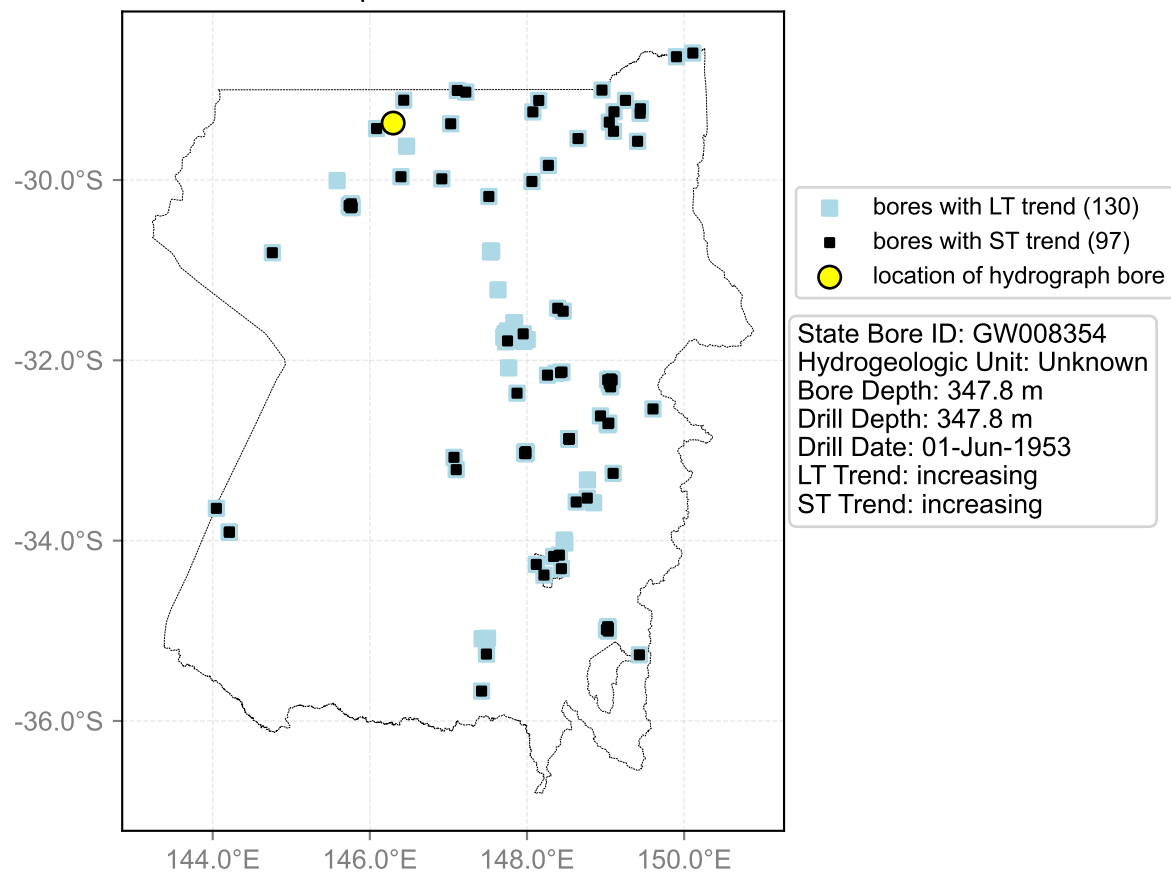 -30.0°S
-32.0°S
-34.0°S
-36.0°S
144.0°E
146.0°E
148.0°E
150.0°E
bores with LT trend (130)
bores with ST trend (97)
location of hydrograph bore
State Bore ID: GW008354
Hydrogeologic Unit: Unknown
Bore Depth: 347.8 m
Drill Depth: 347.8 m
Drill Date: 01-Jun-1953
LT Trend: increasing
ST Trend: increasing